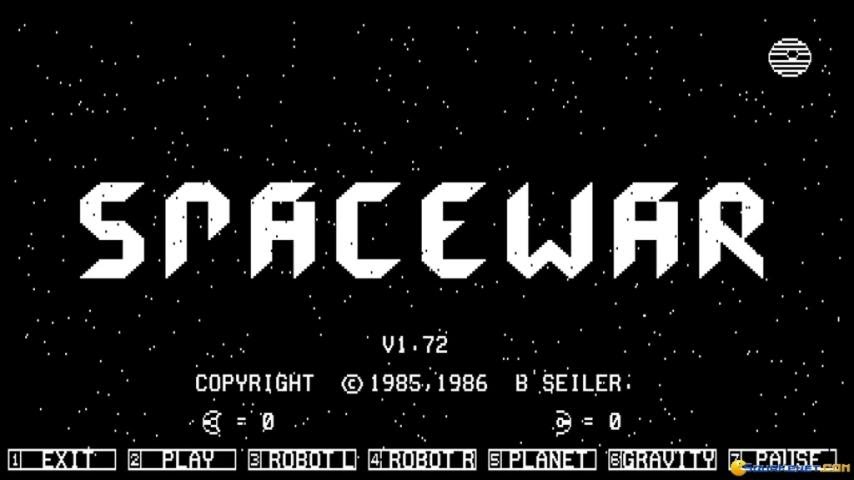 SPACEWAR
V1.72
COPYRIGHT © 1985,1986 B SEILER.
= 0 = 0
1 EXIT 2 PLAY 3 ROBOT L 4 ROBOT R 5 PLANET 6 GRAVITY 7 PAUSE